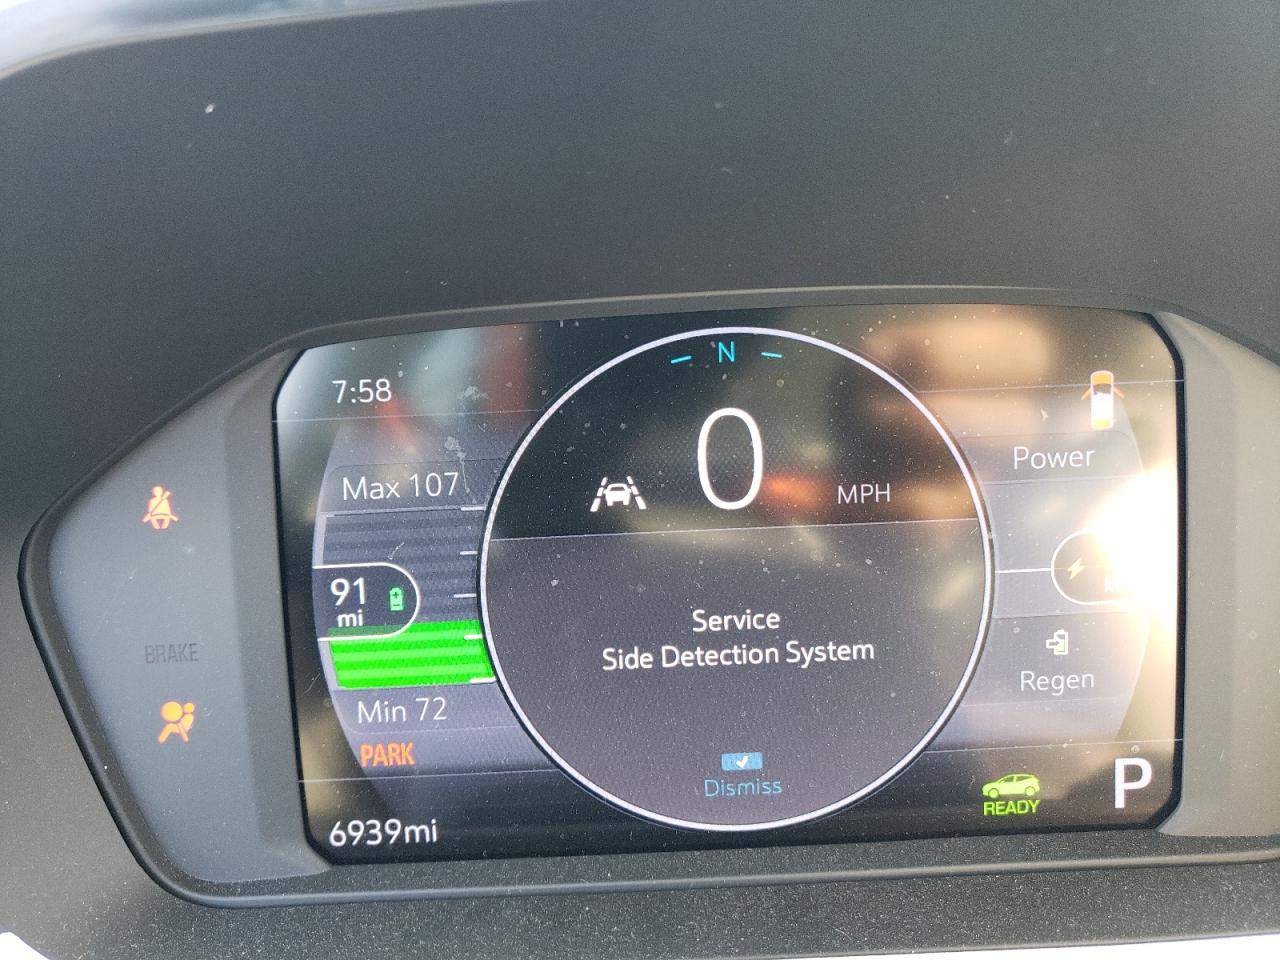 N
7:58
0
MPH
Max 107
Power
91
mi
BRAKE
Service
Side Detection System
Regen
Min 72
PARK
Dismiss
READY
P
6939mi